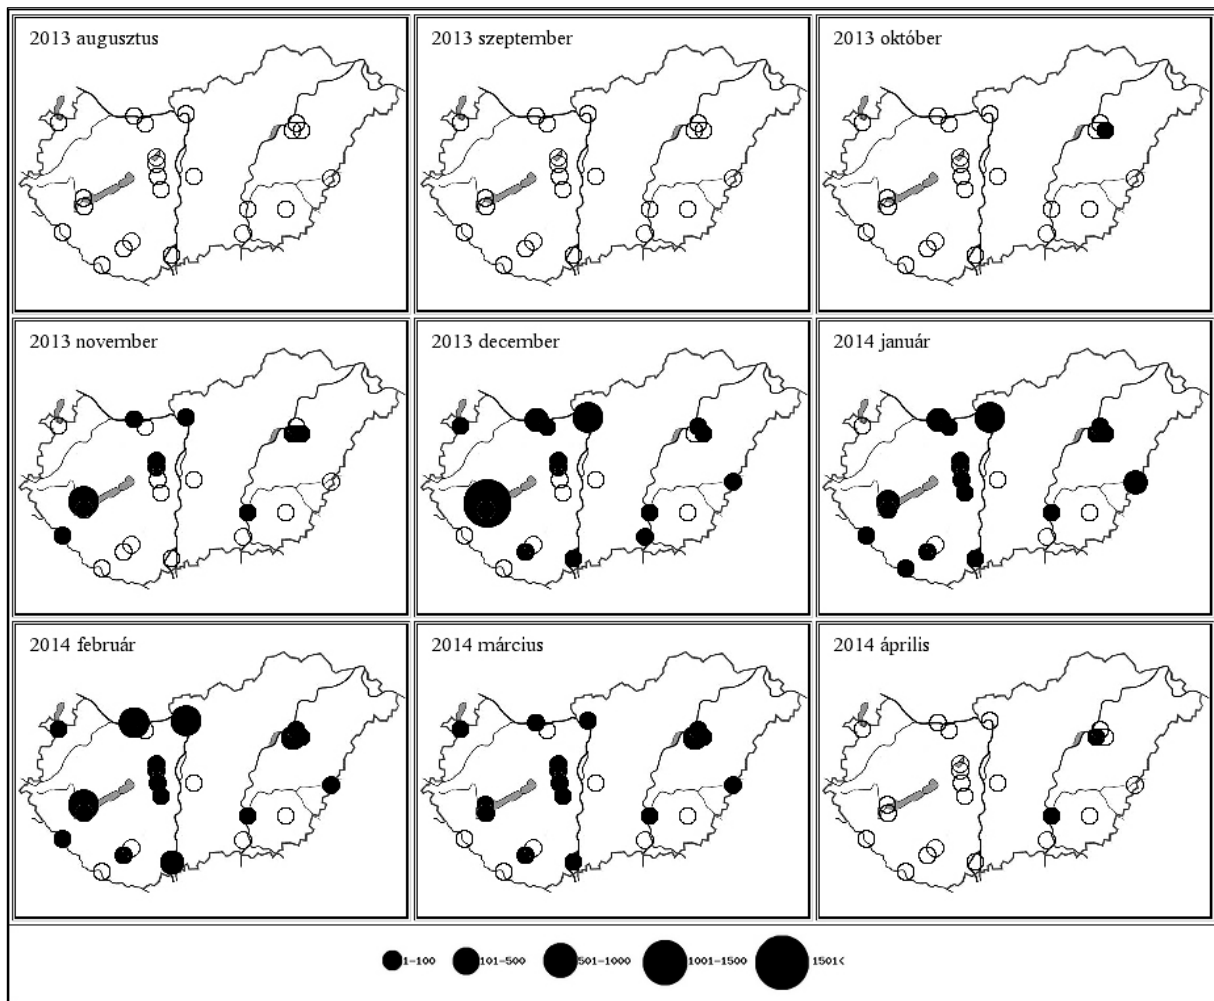 2013 augusztus
2013 szeptember
2013 október
2013 november
2013 december
2014 január
2014 február
2014 március
2014 április
1-100
101-500
501-1000
1001-1500
1501<